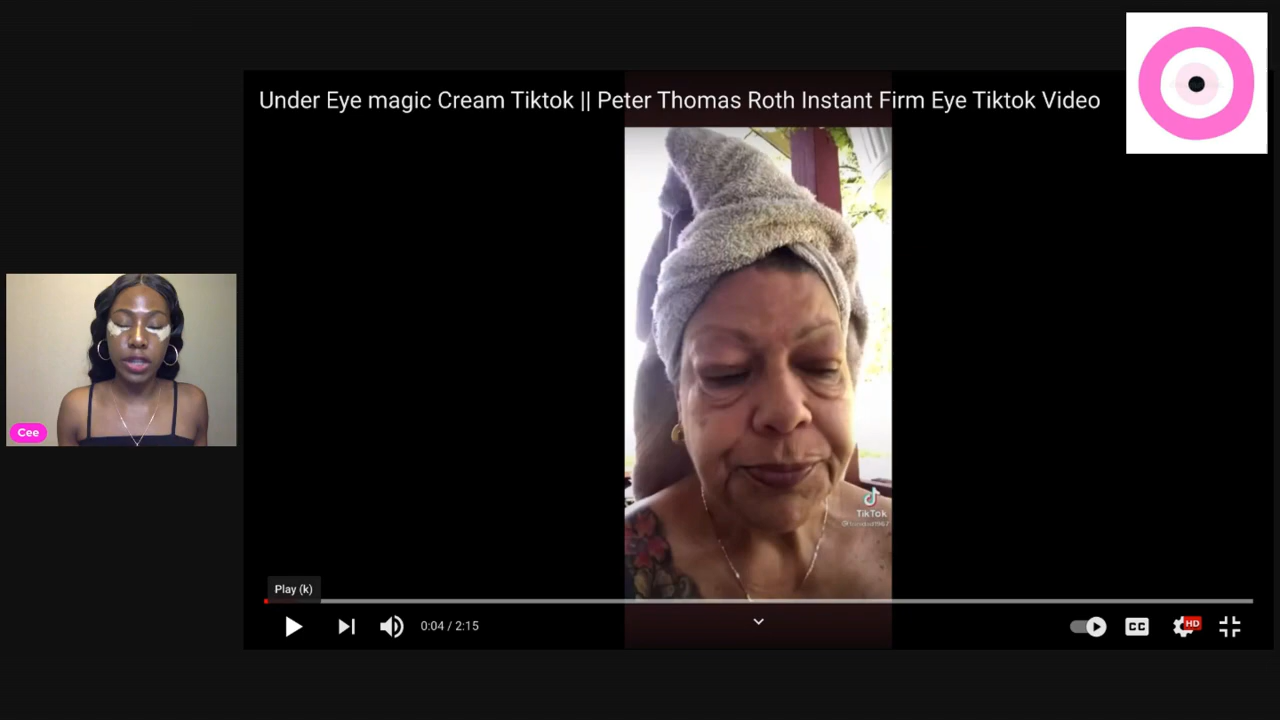 Under Eye magic Cream Tiktok || Peter Thomas Roth Instant Firm Eye Tiktok Video
Cee
TikTok
Play (k)
0:04 / 2:15
CC
HD